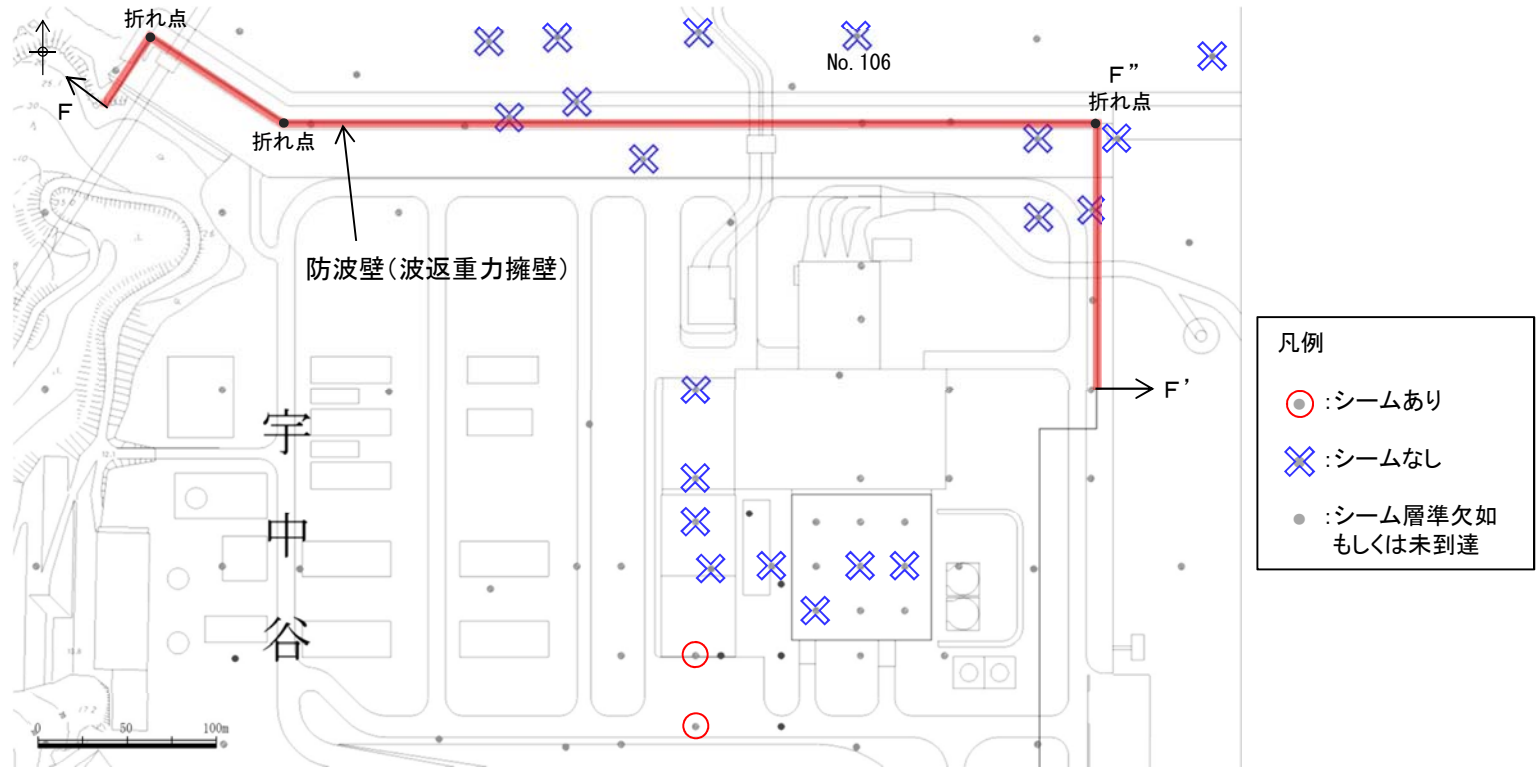 折れ点
No. 106
F”
折れ点
F
折れ点
防波壁(波返重力擁壁)
凡例
:シームあり
:シームなし
:シーム層準欠如
もしくは未到達
F’
宇
中
谷
0 50 100m